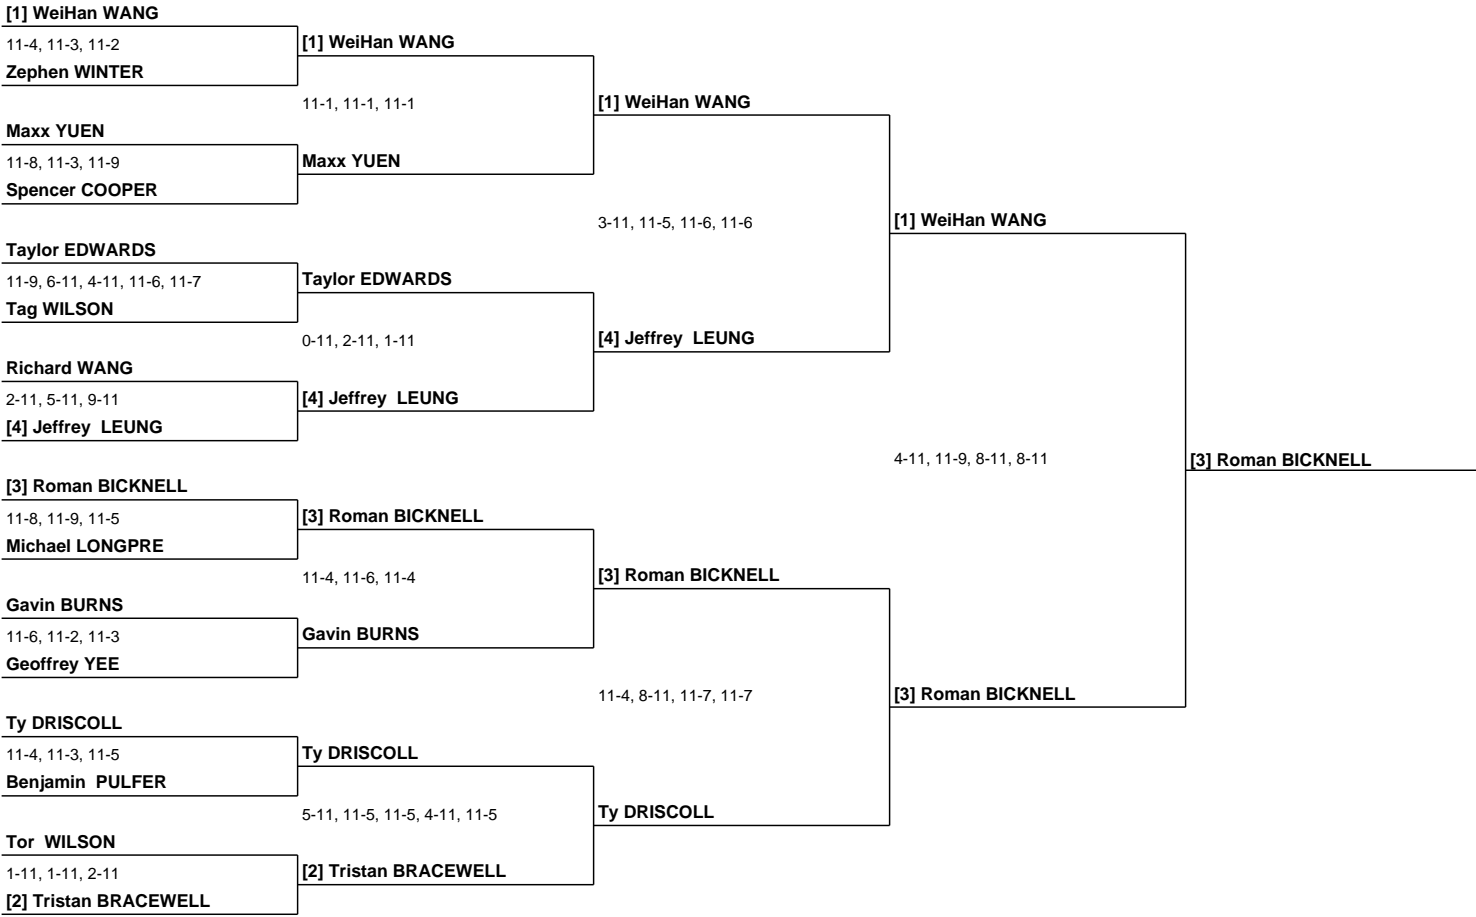 [1] WeiHan WANG
11-4, 11-3, 11-2
Zephen WINTER
Maxx YUEN
11-8, 11-3, 11-9
Spencer COOPER
Taylor EDWARDS
11-9, 6-11, 4-11, 11-6, 11-7
Tag WILSON
Richard WANG
2-11, 5-11, 9-11
[4] Jeffrey LEUNG
[3] Roman BICKNELL
11-8, 11-9, 11-5
Michael LONGPRE
Gavin BURNS
11-6, 11-2, 11-3
Geoffrey YEE
Ty DRISCOLL
11-4, 11-3, 11-5
Benjamin PULFER
Tor WILSON
1-11, 1-11, 2-11
[2] Tristan BRACEWELL
[1] WeiHan WANG
11-1, 11-1, 11-1
Maxx YUEN
Taylor EDWARDS
0-11, 2-11, 1-11
[4] Jeffrey LEUNG
[3] Roman BICKNELL
11-4, 11-6, 11-4
Gavin BURNS
Ty DRISCOLL
5-11, 11-5, 11-5, 4-11, 11-5
[2] Tristan BRACEWELL
[1] WeiHan WANG
3-11, 11-5, 11-6, 11-6
[4] Jeffrey LEUNG
[3] Roman BICKNELL
11-4, 8-11, 11-7, 11-7
Ty DRISCOLL
[1] WeiHan WANG
4-11, 11-9, 8-11, 8-11
[3] Roman BICKNELL
[3] Roman BICKNELL